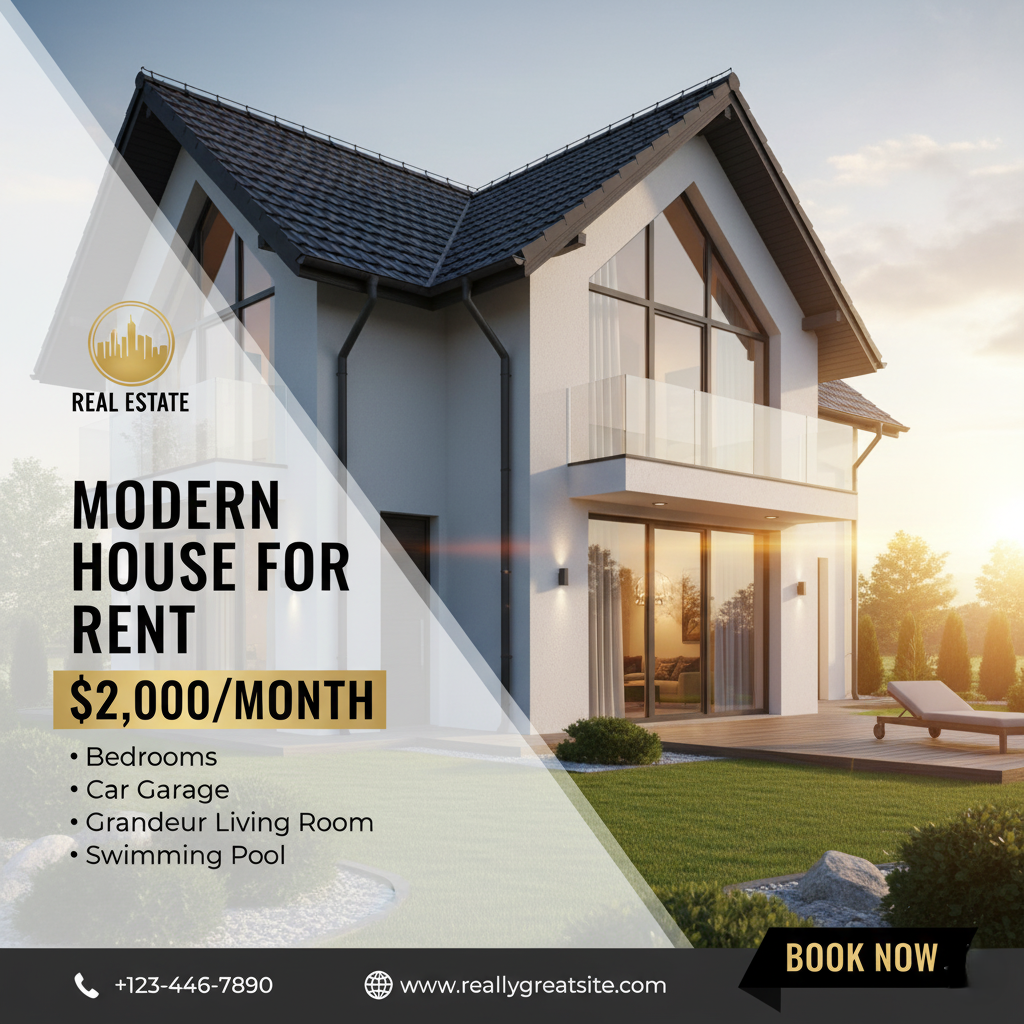 REAL ESTATE
MODERN
HOUSE FOR
RENT
$2,000/MONTH
• Bedrooms
• Car Garage
• Grandeur Living Room
• Swimming Pool
+123-446-7890
www.reallygreatsite.com
BOOK NOW